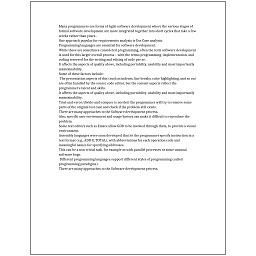 Many programmers use forms of Agile software development where the various stages of
formal software development are more integrated together into short cycles that take a few
weeks rather than years.
One approach popular for requirements analysis is Use Case analysis.
Programming languages are essential for software development.
While these are sometimes considered programming, often the term software development
is used for this larger overall process – with the terms programming, implementation, and
coding reserved for the writing and editing of code per se.
It affects the aspects of quality above, including portability, usability and most importantly
maintainability.
Some of these factors include:
The presentation aspects of this (such as indents, line breaks, color highlighting, and so on)
are often handled by the source code editor, but the content aspects reflect the
programmer's talent and skills.
It affects the aspects of quality above, including portability, usability and most importantly
maintainability.
Trial-and-error/divide-and-conquer is needed: the programmer will try to remove some
parts of the original test case and check if the problem still exists.
There are many approaches to the Software development process.
Also, specific user environment and usage history can make it difficult to reproduce the
problem.
Some text editors such as Emacs allow GDB to be invoked through them, to provide a visual
environment.
Assembly languages were soon developed that let the programmer specify instruction in a
text format (e.g., ADD X, TOTAL), with abbreviations for each operation code and
meaningful names for specifying addresses.
This can be a non-trivial task, for example as with parallel processes or some unusual
software bugs.
Different programming languages support different styles of programming (called
programming paradigms).
There are many approaches to the Software development process.